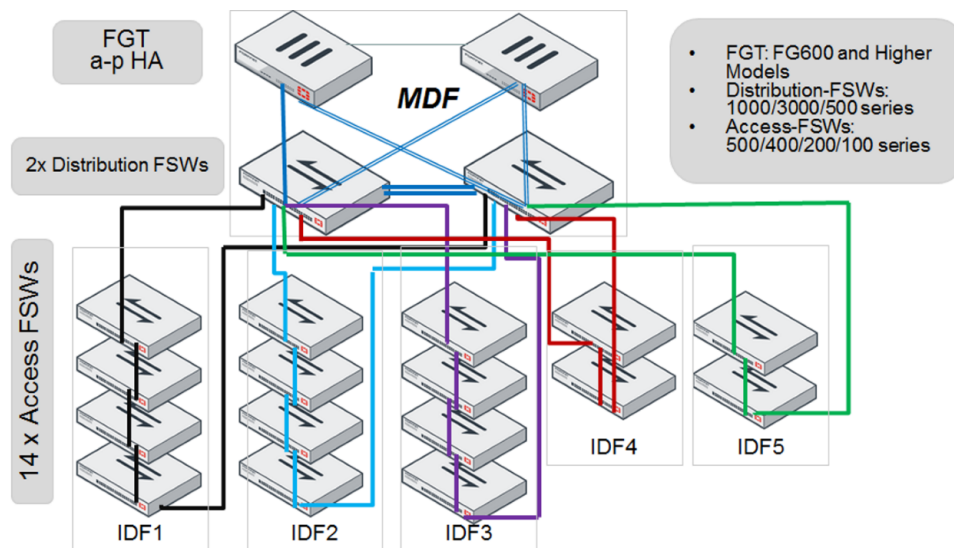 FGT
a-p HA
MDF
• FGT: FG600 and Higher
Models
• Distribution-FSWs:
1000/3000/500 series
• Access-FSWs:
500/400/200/100 series
2x Distribution FSWs
14 x Access FSWs
IDF1
IDF2
IDF3
IDF4
IDF5